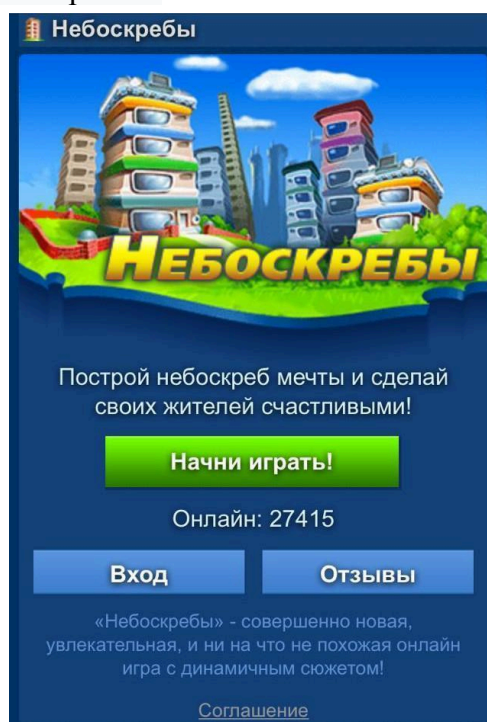 Небоскребы
НЕБОСКРЕБЫ
Построй небоскреб мечты и сделай
своих жителей счастливыми!
Начни играть!
Онлайн: 27415
Вход Отзывы
«Небоскребы» - совершенно новая,
увлекательная, и ни на что не похожая онлайн
игра с динамичным сюжетом!
Соглашение